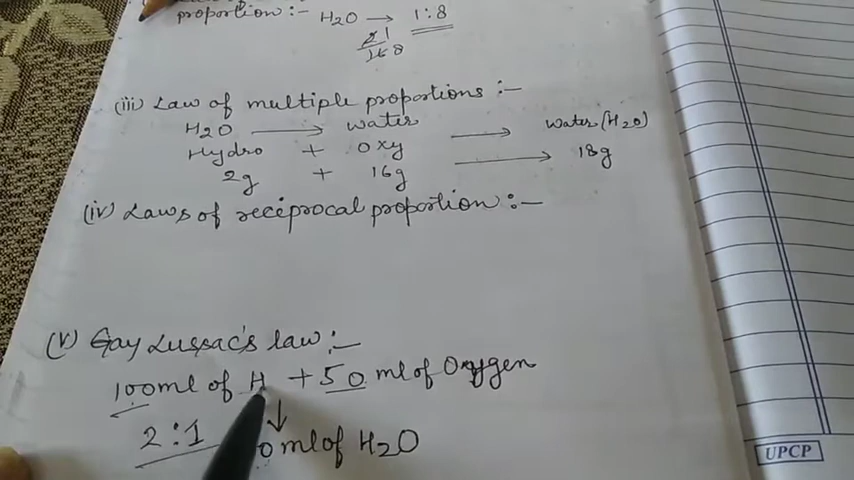 proportion :- H2O → 1:8
2 1
16 8
(iii) Law of multiple proportions :-
H2O → water → water (H2O)
Hydro + oxy
2g + 16g → 18g
(iv) Laws of reciprocal proportion :-
(v) Gay Lussac's law :-
100ml of H + 50 ml of Oxygen
↓
2:1 0 ml of H2O
UPCP